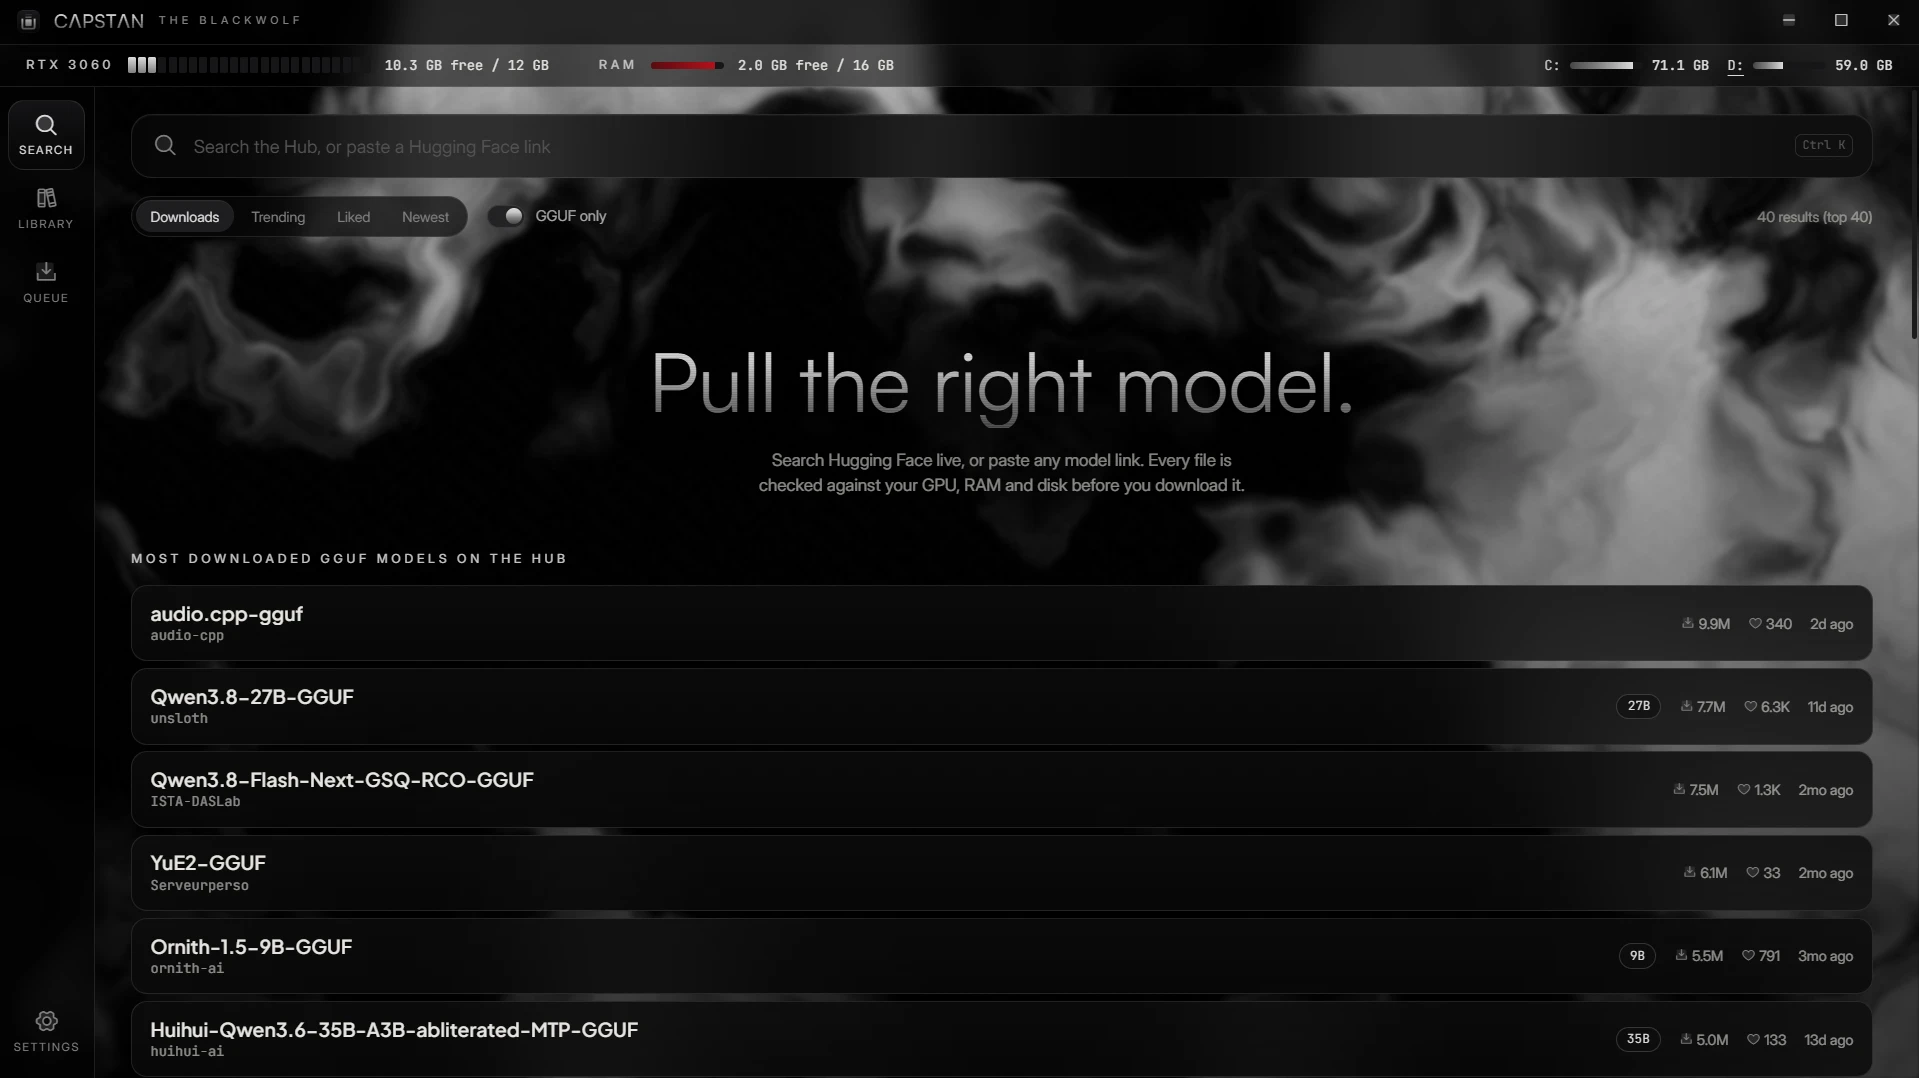 CAPSTAN THE BLACKWOLF
RTX 3060 10.3 GB free / 12 GB RAM 2.0 GB free / 16 GB C: 71.1 GB D: 59.0 GB
SEARCH
LIBRARY
QUEUE
SETTINGS
Search the Hub, or paste a Hugging Face link Ctrl K
Downloads Trending Liked Newest GGUF only 40 results (top 40)
Pull the right model.
Search Hugging Face live, or paste any model link. Every file is
checked against your GPU, RAM and disk before you download it.
MOST DOWNLOADED GGUF MODELS ON THE HUB
audio.cpp-gguf
audio-cpp
9.9M 340 2d ago
Qwen3.8-27B-GGUF
unsloth
27B 7.7M 6.3K 11d ago
Qwen3.8-Flash-Next-GSQ-RCO-GGUF
ISTA-DASLab
7.5M 1.3K 2mo ago
YuE2-GGUF
Serveurperso
6.1M 33 2mo ago
Ornith-1.5-9B-GGUF
ornith-ai
9B 5.5M 791 3mo ago
Huihui-Qwen3.6-35B-A3B-abliterated-MTP-GGUF
huihui-ai
35B 5.0M 133 13d ago